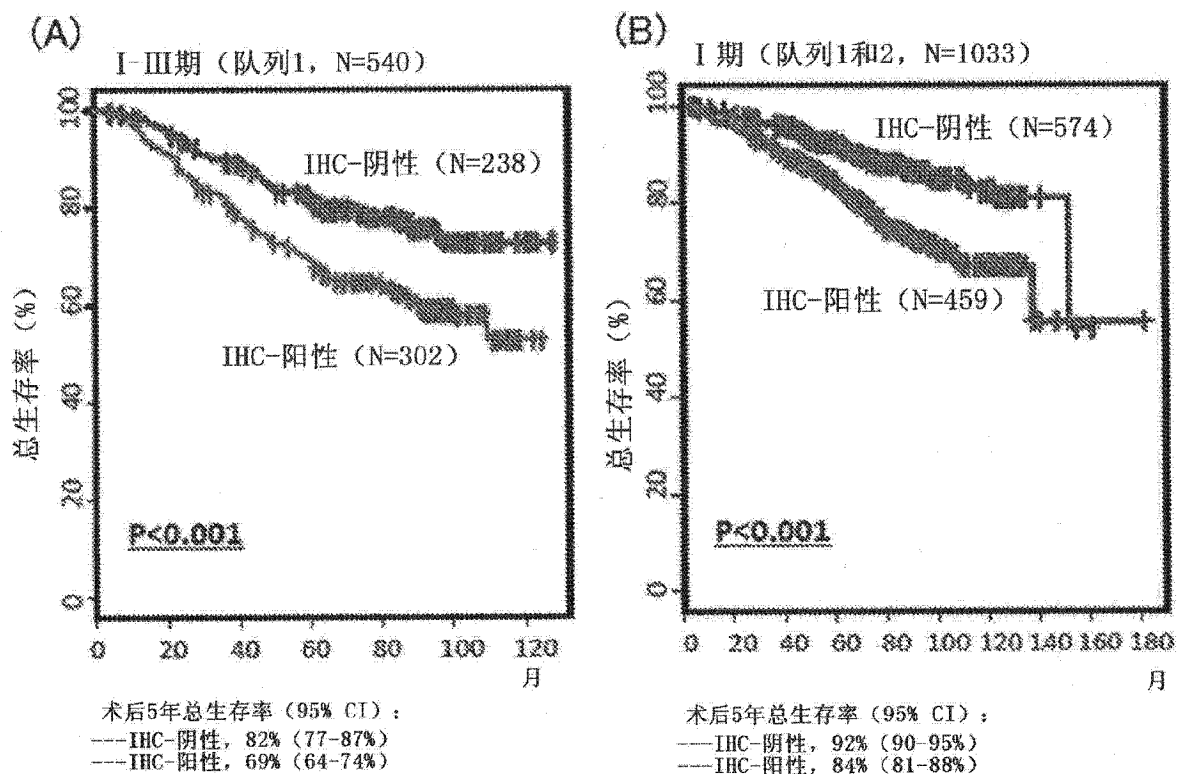 (A)
I-III期（队列1, N=540）
总生存率（%）
100
80
60
40
20
0
IHC-阴性（N=238）
IHC-阳性（N=302）
P<0.001
0 20 40 60 80 100 120
月
术后5年总生存率（95% CI）:
---IHC-阴性, 82%（77-87%）
---IHC-阳性, 69%（64-74%）
(B)
I 期（队列1和2, N=1033）
总生存率（%）
100
80
60
40
20
0
IHC-阴性（N=574）
IHC-阳性（N=459）
P<0.001
0 20 40 60 80 100 120 140 160 180
月
术后5年总生存率（95% CI）:
---IHC-阴性, 92%（90-95%）
---IHC-阳性, 84%（81-88%）